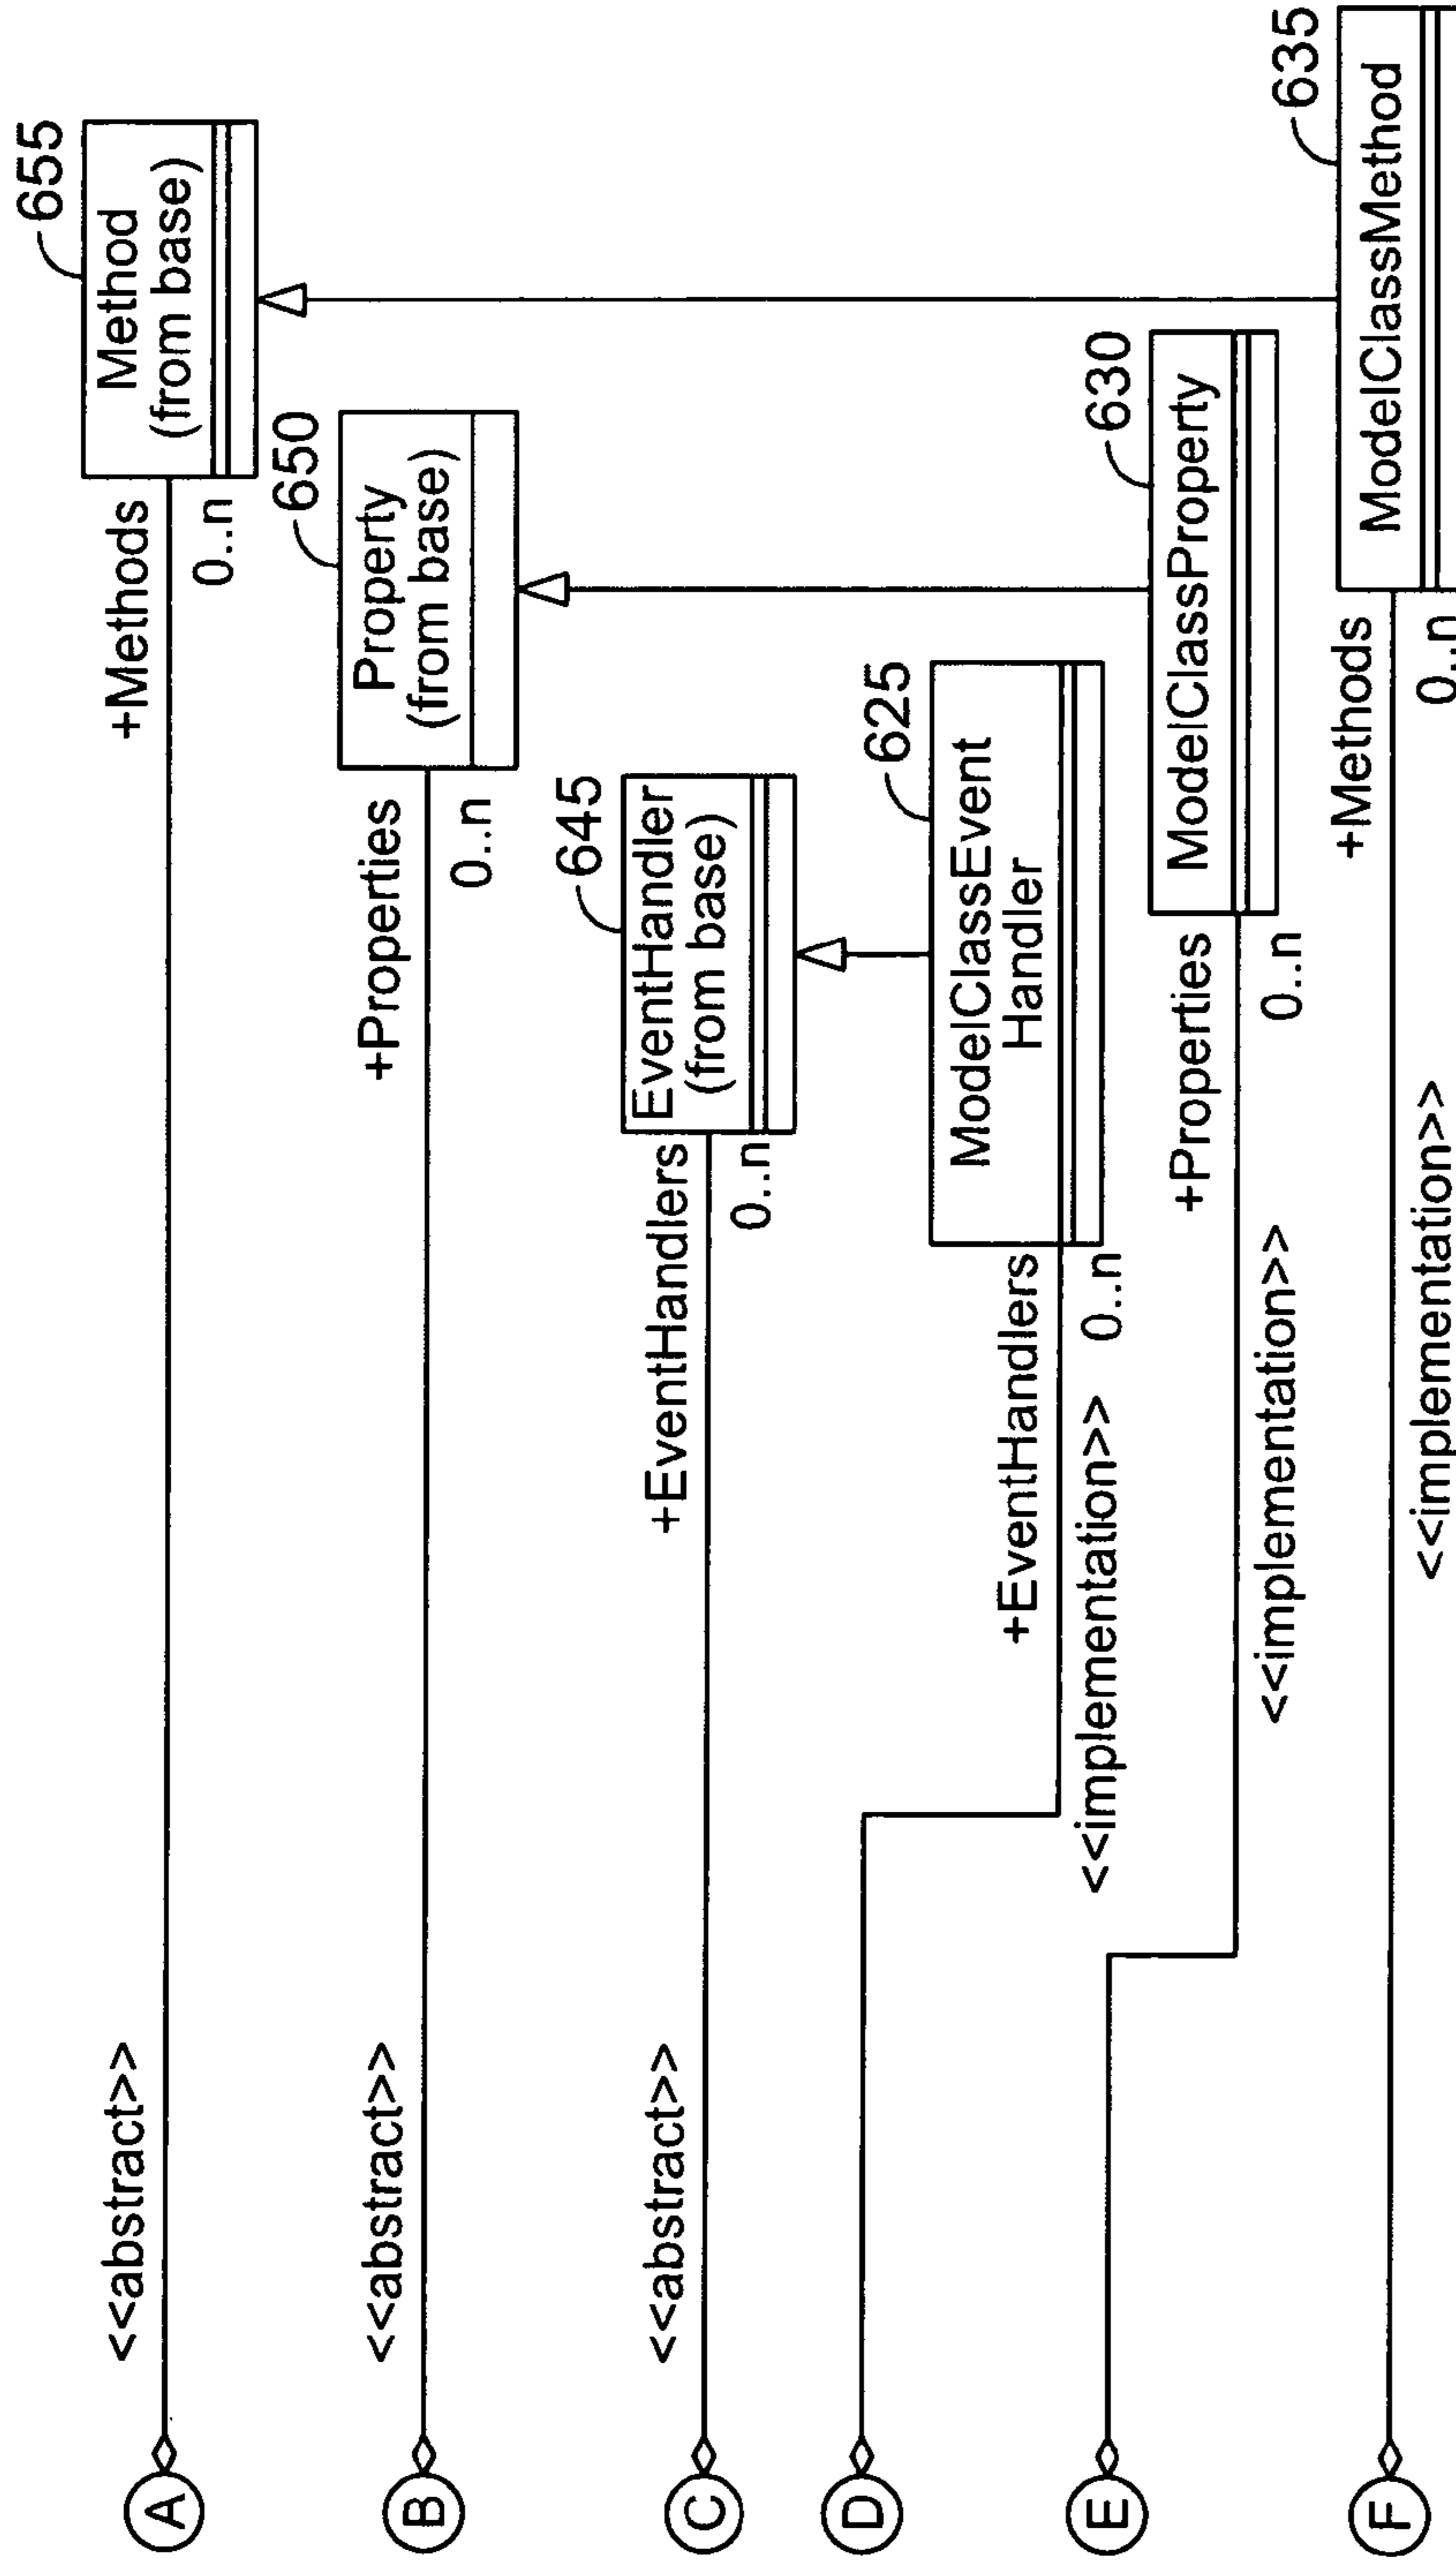 655
Method
(from base)
+Methods
0..n
<<abstract>>
A
650
Property
(from base)
+Properties
0..n
<<abstract>>
B
645
EventHandler
(from base)
+EventHandlers
0..n
<<abstract>>
C
625
ModelClassEvent
Handler
+EventHandlers
0..n
<<implementation>>
D
630
ModelClassProperty
+Properties
0..n
<<implementation>>
E
635
ModelClassMethod
+Methods
0..n
<<implementation>>
F